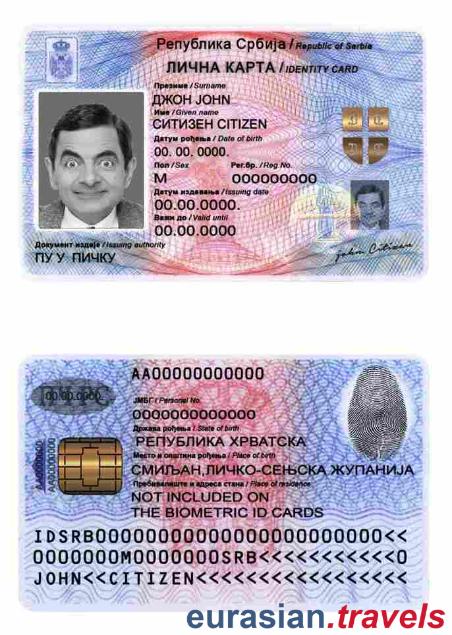 Република Србија / Republic of Serbia
ЛИЧНА КАРТА / IDENTITY CARD
Презиме / Surname
ДЖОН JOHN
Име / Given name
СИТИЗЕН CITIZEN
Датум рођења / Date of birth
00. 00. 0000.
Пол / Sex Рег.бр. / Reg No.
М 000000000
Датум издавања / Issuing date
00.00.0000.
Важи до / Valid until
00.00.0000
Документ издаје / Issuing authority
ПУ У ПИЧКУ
John Citizen
AA00000000000
00.00.0000.
ЈМБГ / Personal No.
0000000000000
Држава рођења / State of birth
РЕПУБЛИКА ХРВАТСКА
Место и општина рођења / Place of birth
СМИЉАН,ЛИЧКО-СЕЊСКА ЖУПАНИЈА
Пребивалиште и адреса стана / Place of residence
NOT INCLUDED ON
THE BIOMETRIC ID CARDS
IDSRB00000000000000000000000<<
0000000M0000000SRB<<<<<<<<<<<0
JOHN<<CITIZEN<<<<<<<<<<<<<<<<<
eurasian.travels